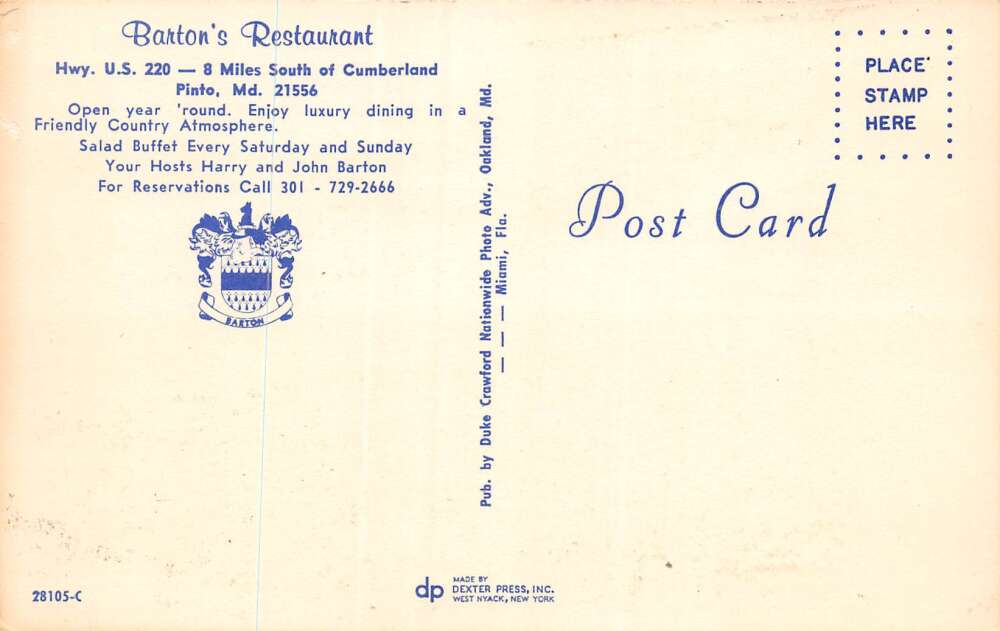 Barton's Restaurant
Hwy. U.S. 220 — 8 Miles South of Cumberland
Pinto, Md. 21556
Open year 'round. Enjoy luxury dining in a
Friendly Country Atmosphere.
Salad Buffet Every Saturday and Sunday
Your Hosts Harry and John Barton
For Reservations Call 301 - 729-2666
BARTON
28105-C
Pub. by Duke Crawford Nationwide Photo Adv., Oakland, Md.
— — — Miami, Fla.
dp
MADE BY
DEXTER PRESS, INC.
WEST NYACK, NEW YORK
PLACE
STAMP
HERE
Post Card